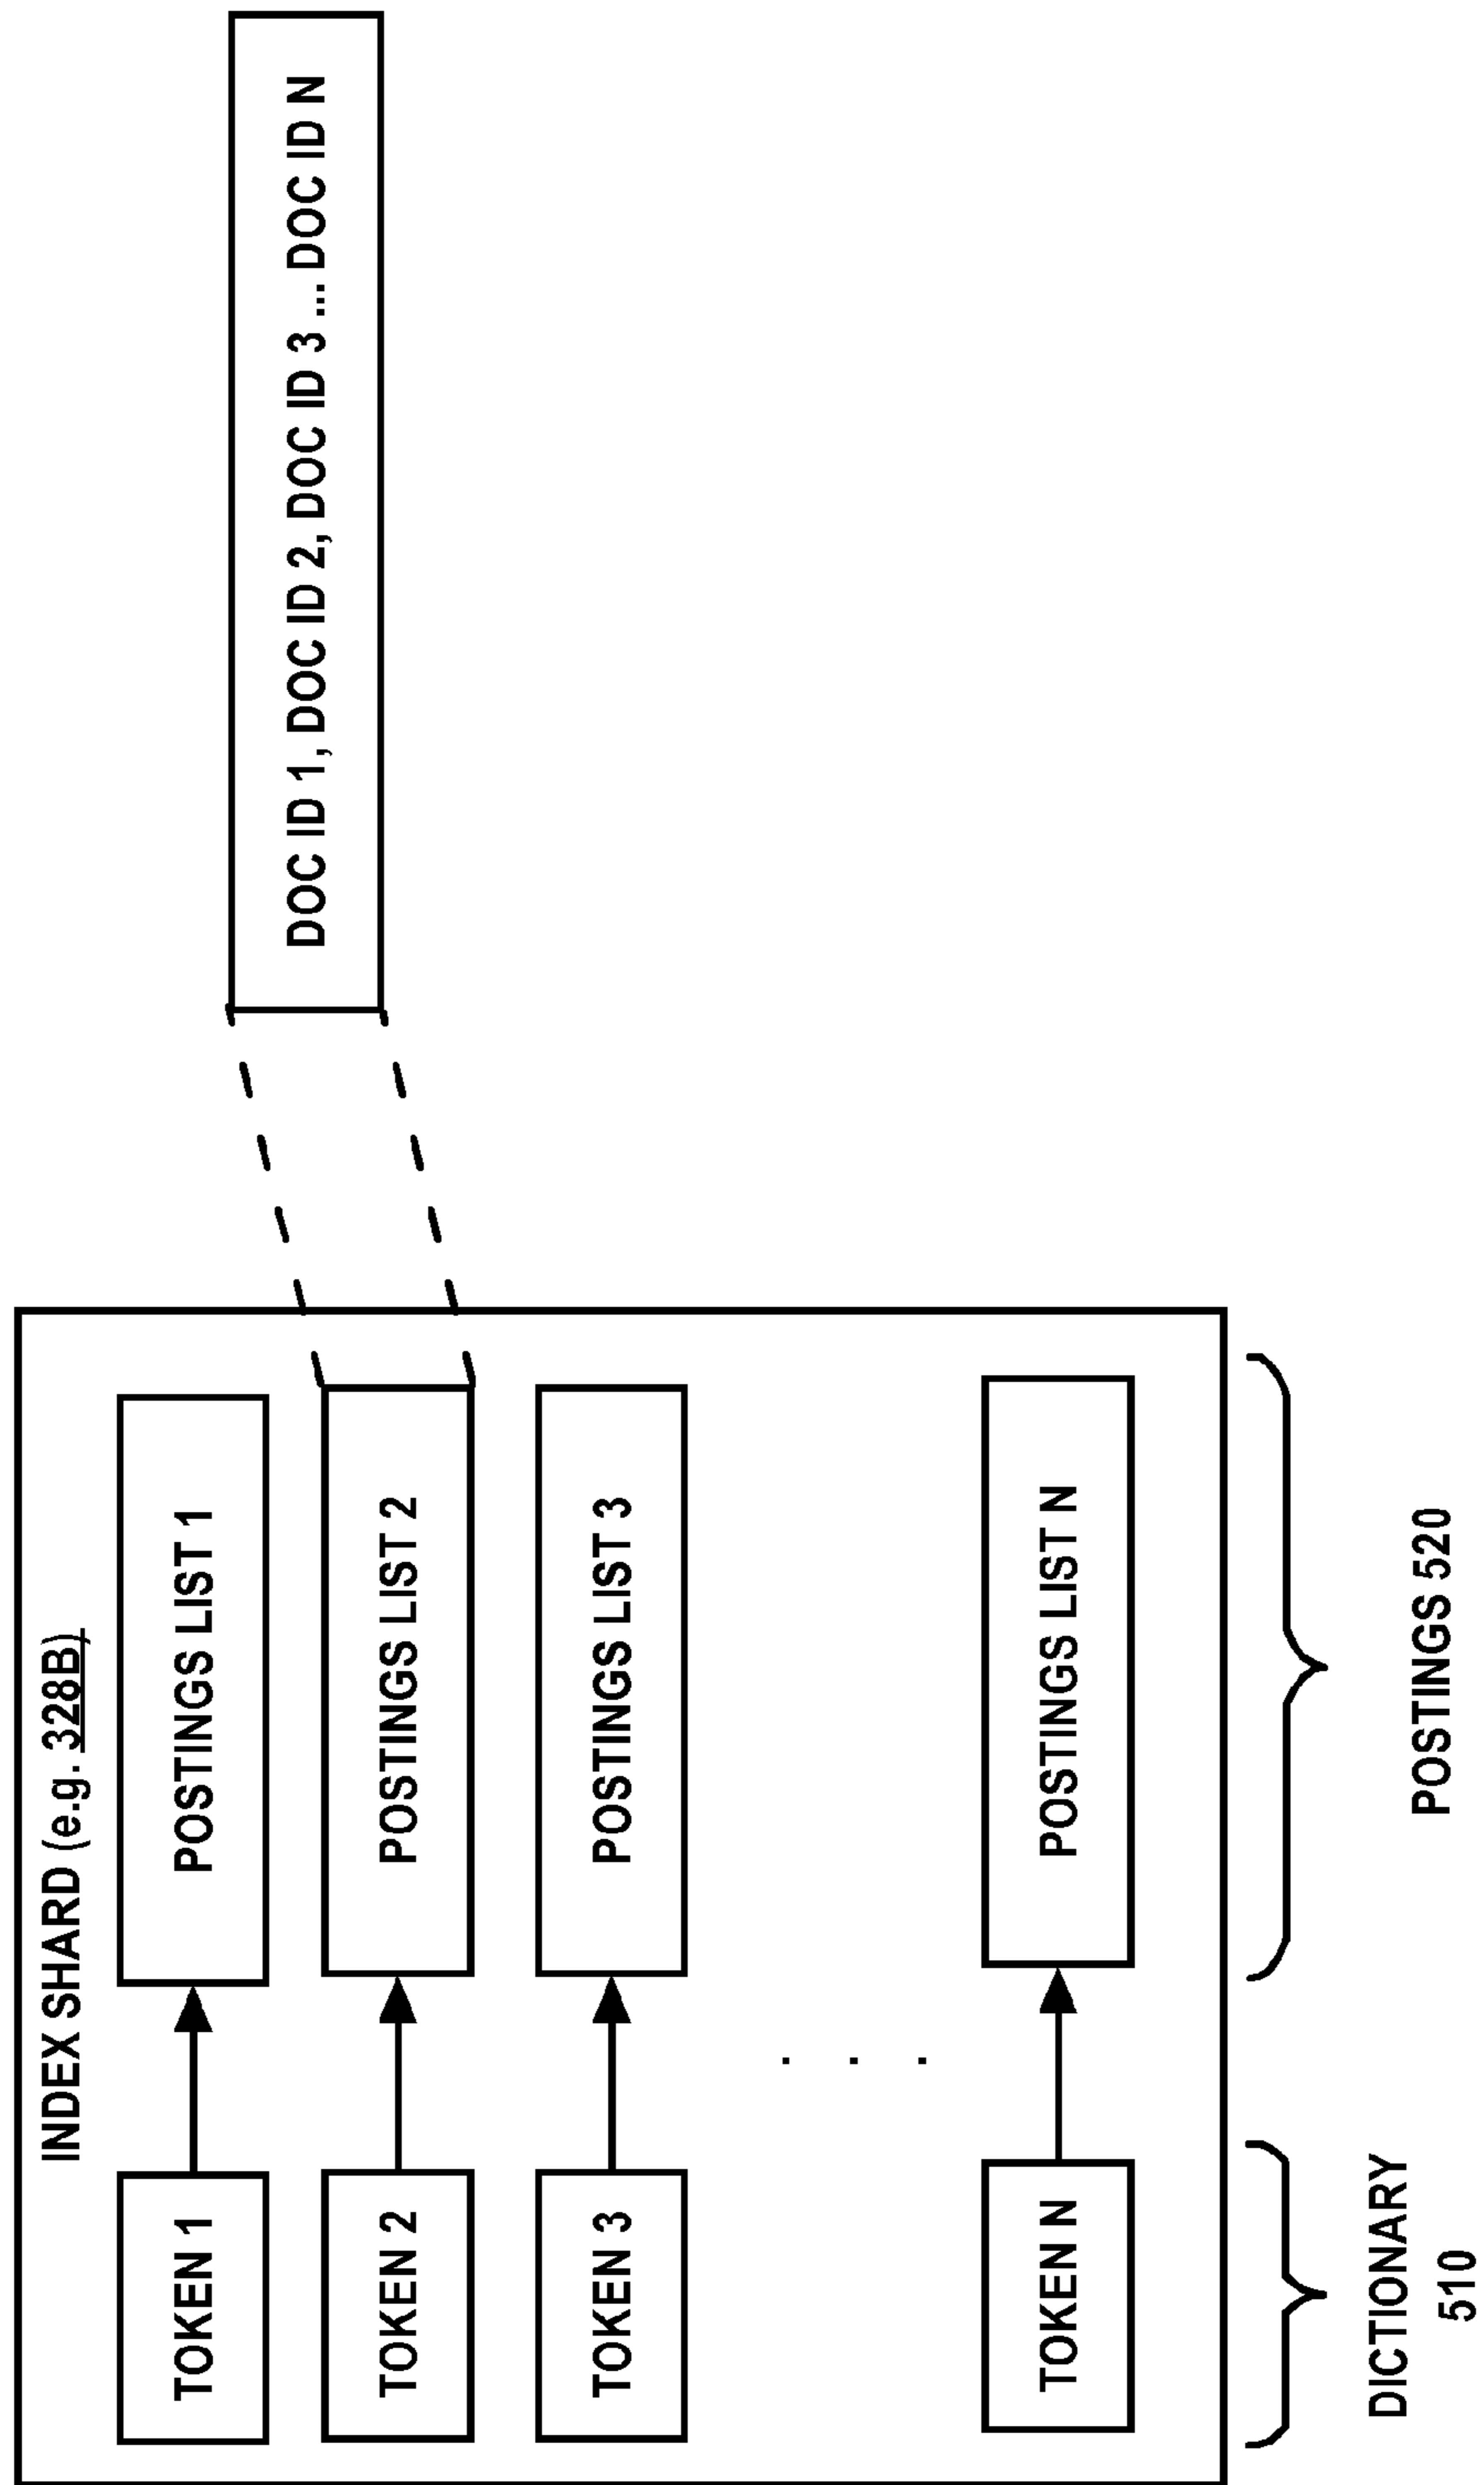 INDEX SHARD (e.g. 328B)
TOKEN 1
POSTINGS LIST 1
TOKEN 2
POSTINGS LIST 2
TOKEN 3
POSTINGS LIST 3
. . .
TOKEN N
POSTINGS LIST N
DOC ID 1, DOC ID 2, DOC ID 3 ... DOC ID N
DICTIONARY
510
POSTINGS 520